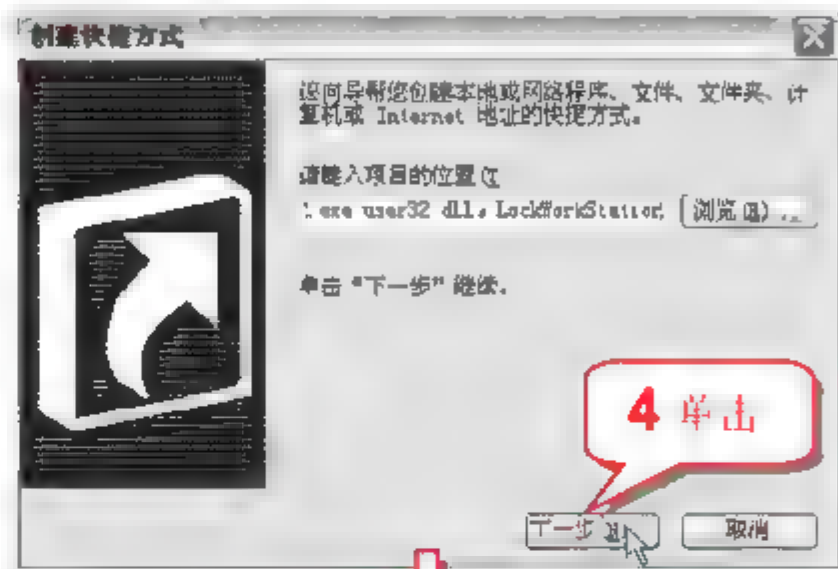 创建快捷方式
该向导帮您创建本地或网络程序、文件、文件夹、计
算机或 Internet 地址的快捷方式。
请键入项目的位置(T)
exe user32 dll, LockWorkStation
浏览(R)...
单击“下一步”继续。
4 单击
下一步(N)
取消